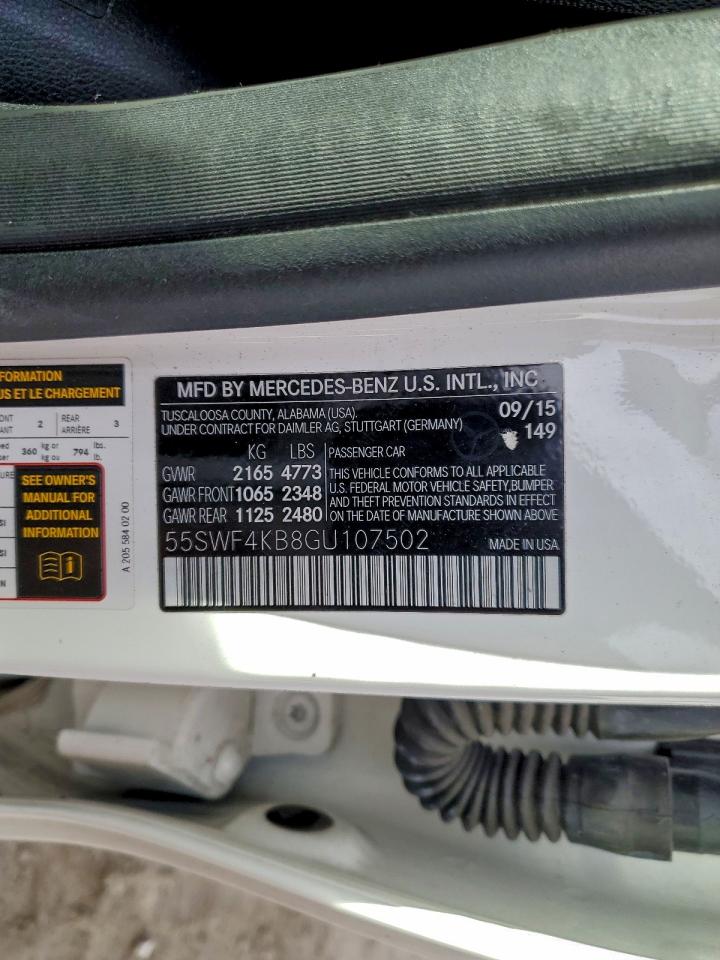 FORMATION
US ET LE CHARGEMENT
2 REAR ARRIÈRE 3
360 kg or kg ou 794 lbs. lb.
SEE OWNER'S
MANUAL FOR
ADDITIONAL
INFORMATION
A 205 584 02 00
MFD BY MERCEDES-BENZ U.S. INTL., INC
TUSCALOOSA COUNTY, ALABAMA (USA). 09/15
UNDER CONTRACT FOR DAIMLER AG, STUTTGART (GERMANY) 149
KG LBS PASSENGER CAR
GVWR 2165 4773
GAWR FRONT 1065 2348
GAWR REAR 1125 2480
THIS VEHICLE CONFORMS TO ALL APPLICABLE
U.S. FEDERAL MOTOR VEHICLE SAFETY, BUMPER
AND THEFT PREVENTION STANDARDS IN EFFECT
ON THE DATE OF MANUFACTURE SHOWN ABOVE
55SWF4KB8GU107502 MADE IN USA